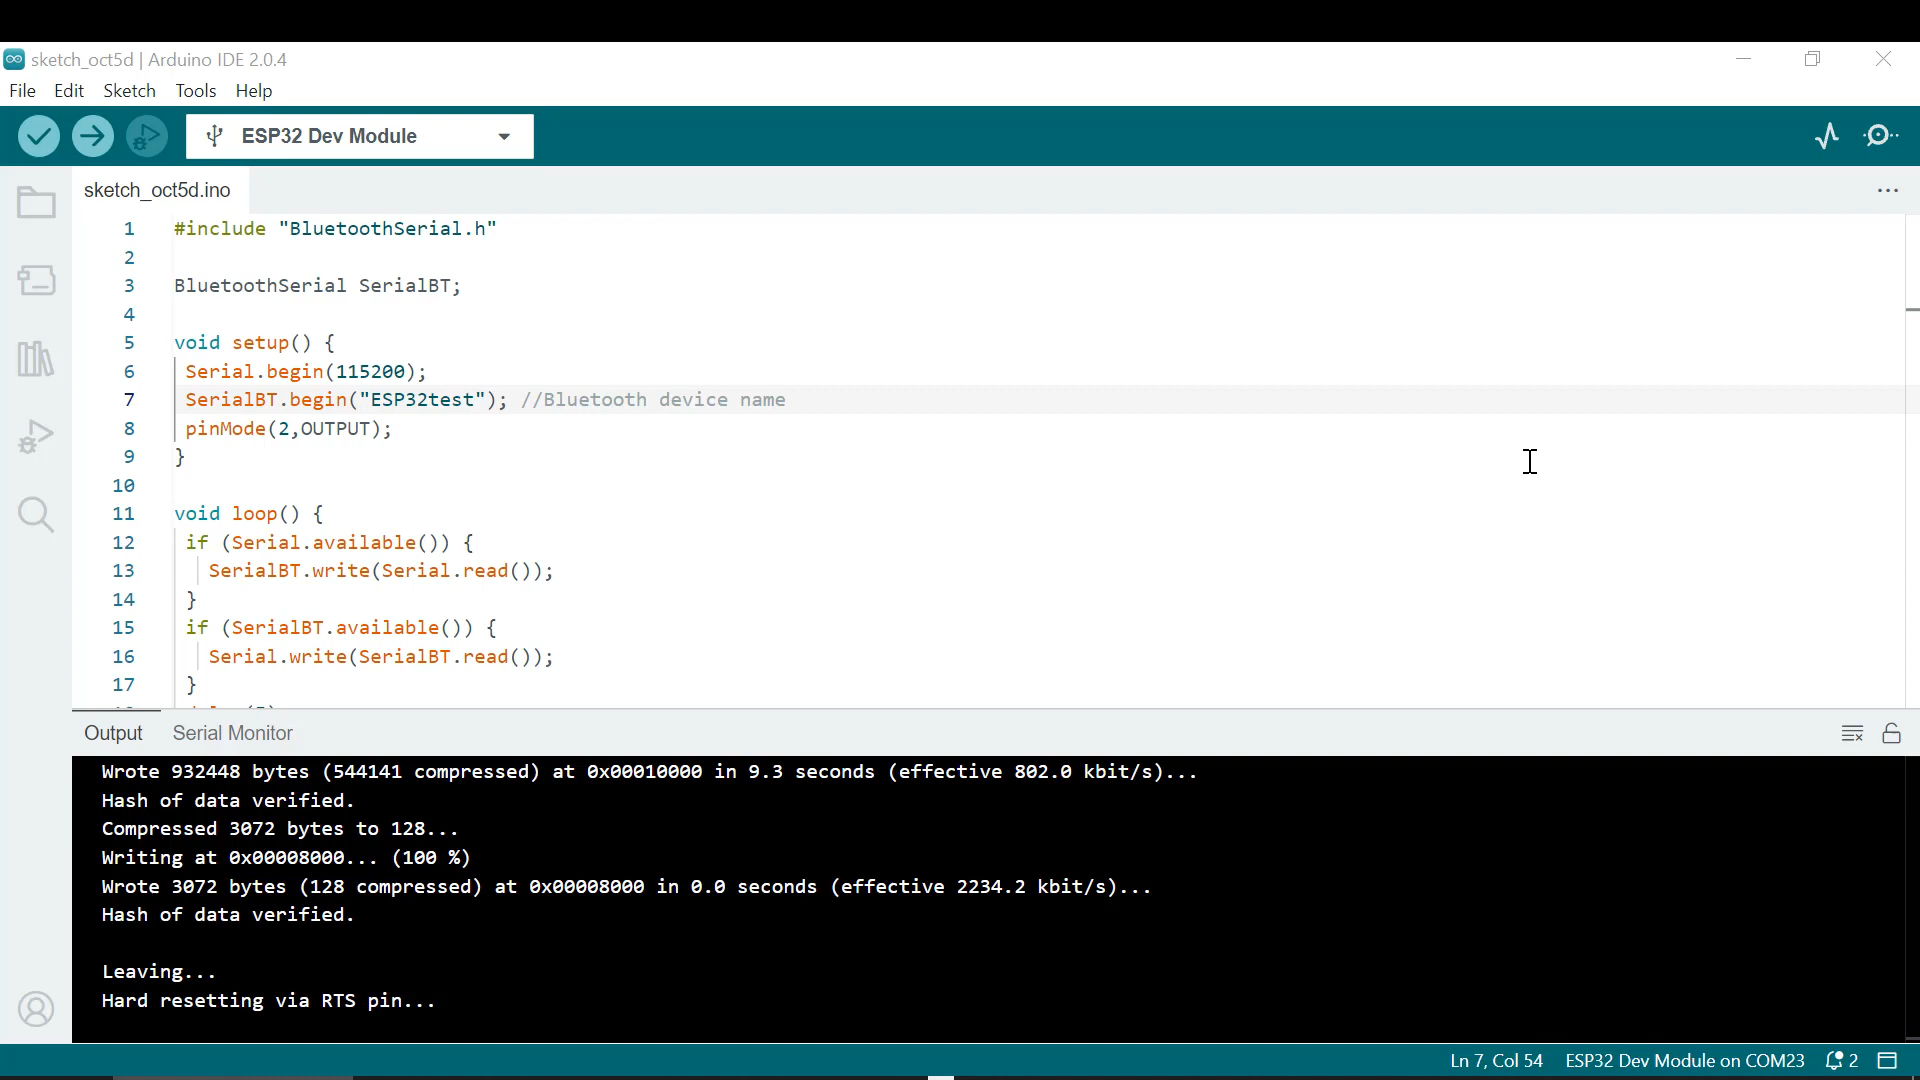 sketch_oct5d | Arduino IDE 2.0.4
File Edit Sketch Tools Help
ESP32 Dev Module
sketch_oct5d.ino
1 #include "BluetoothSerial.h"
2
3 BluetoothSerial SerialBT;
4
5 void setup() {
6 Serial.begin(115200);
7 SerialBT.begin("ESP32test"); //Bluetooth device name
8 pinMode(2,OUTPUT);
9 }
10
11 void loop() {
12 if (Serial.available()) {
13 SerialBT.write(Serial.read());
14 }
15 if (SerialBT.available()) {
16 Serial.write(SerialBT.read());
17 }
Output Serial Monitor
Wrote 932448 bytes (544141 compressed) at 0x00010000 in 9.3 seconds (effective 802.0 kbit/s)...
Hash of data verified.
Compressed 3072 bytes to 128...
Writing at 0x00008000... (100 %)
Wrote 3072 bytes (128 compressed) at 0x00008000 in 0.0 seconds (effective 2234.2 kbit/s)...
Hash of data verified.
Leaving...
Hard resetting via RTS pin...
Ln 7, Col 54 ESP32 Dev Module on COM23 2